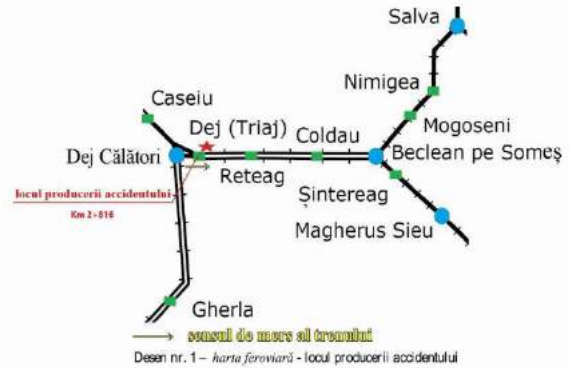 Salva
Nimigea
Caseiu
Dej (Triaj)
Mogoseni
Coldau
Dej Călători
Beclean pe Someș
Reteag
locul producerii accidentului
Șintereag
Km 2+816
Magherus Sieu
Gherla
sensul de mers al trenului
Desen nr. 1 – harta feroviară - locul producerii accidentului